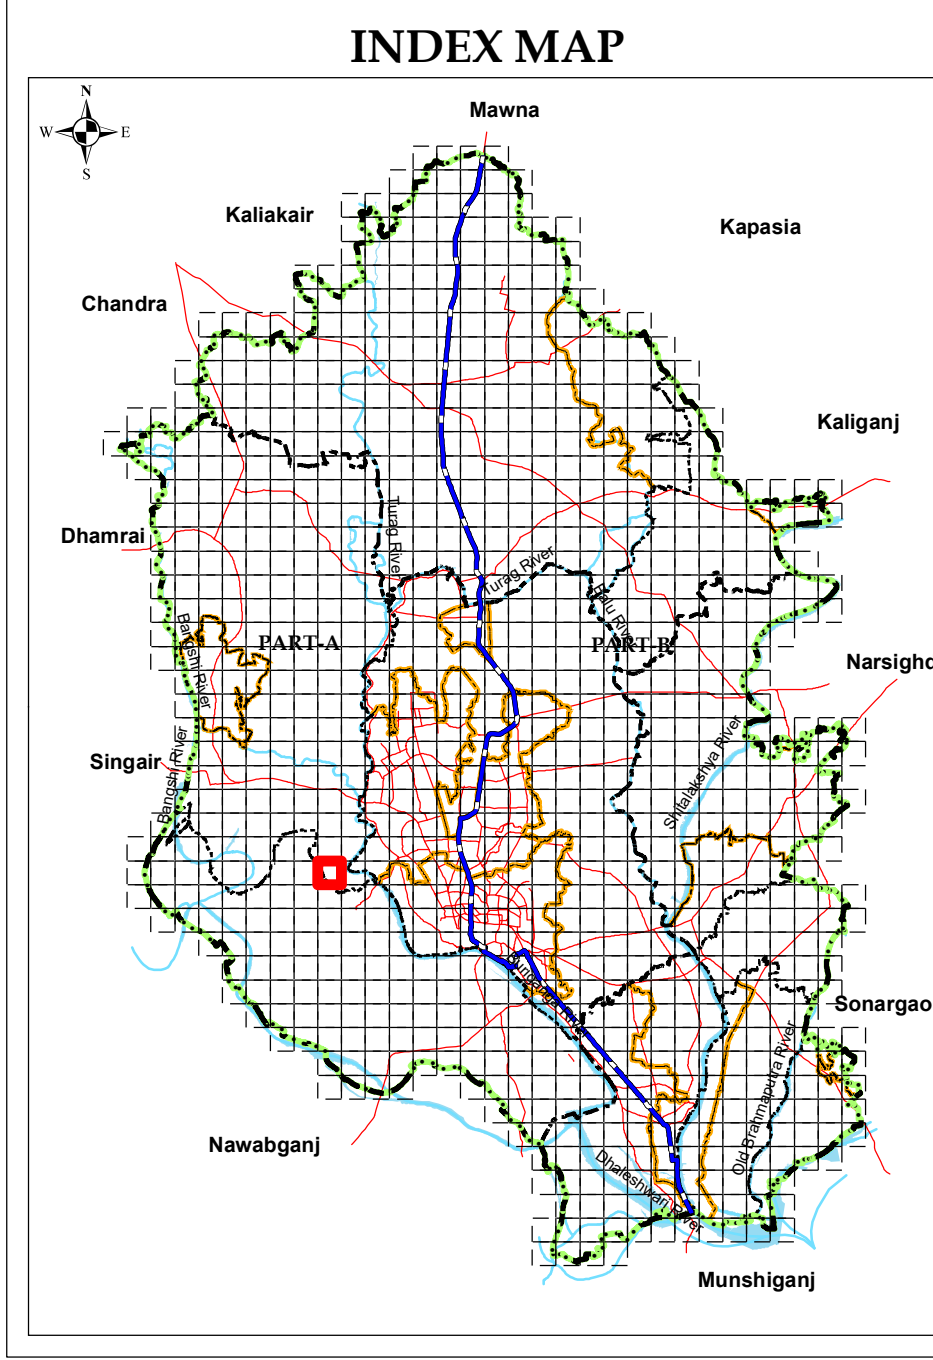 INDEX MAP
N
W
E
S
Mawna
Kaliakair
Kapasia
Chandra
Kaliganj
Dhamrai
Turag River
Turag River
Balu River
Bangshi River
PART-A
PART-B
Narsighd
Singair
Bangshi River
Shitalakshya River
Buriganga River
Sonargao
Old Brahmaputra River
Nawabganj
Dhaleshwari River
Munshiganj